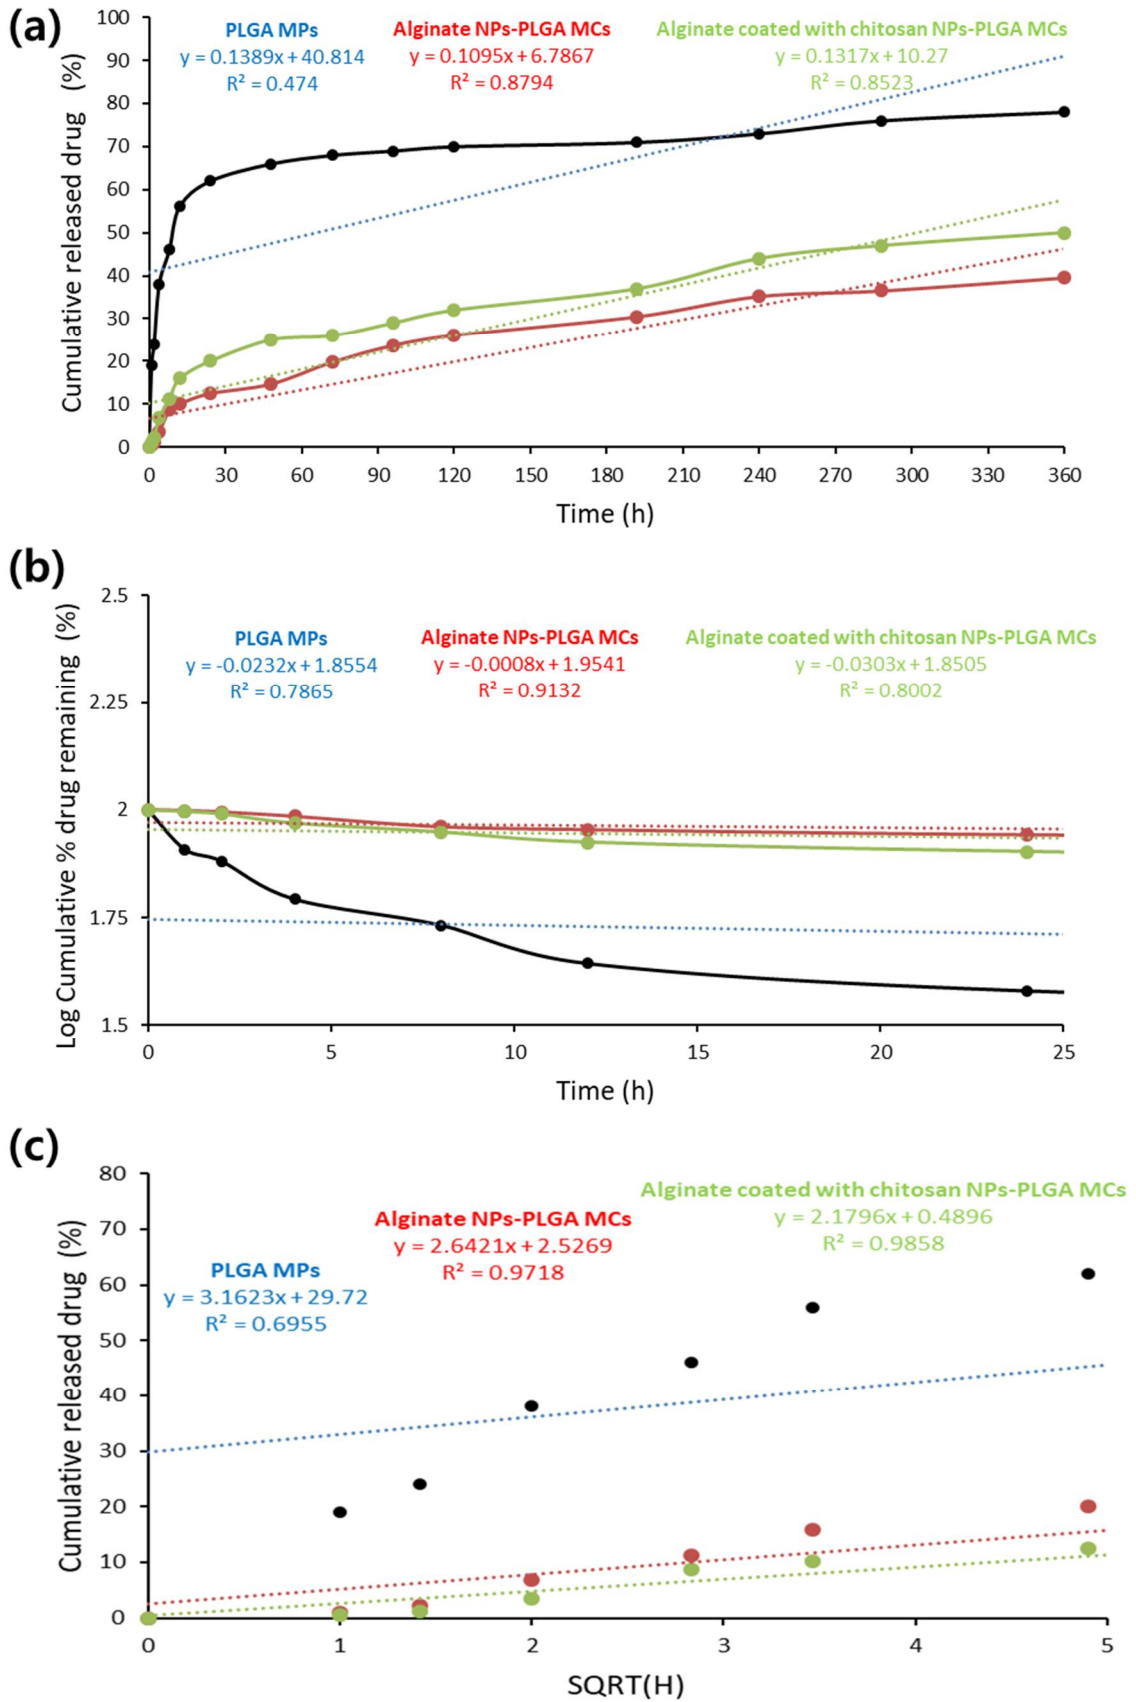 (a)
PLGA MPs
y = 0.1389x + 40.814
R² = 0.474
Alginate NPs-PLGA MCs
y = 0.1095x + 6.7867
R² = 0.8794
Alginate coated with chitosan NPs-PLGA MCs
y = 0.1317x + 10.27
R² = 0.8523
Cumulative released drug (%)
100
90
80
70
60
50
40
30
20
10
0
0 30 60 90 120 150 180 210 240 270 300 330 360
Time (h)
(b)
PLGA MPs
y = -0.0232x + 1.8554
R² = 0.7865
Alginate NPs-PLGA MCs
y = -0.0008x + 1.9541
R² = 0.9132
Alginate coated with chitosan NPs-PLGA MCs
y = -0.0303x + 1.8505
R² = 0.8002
Log Cumulative % drug remaining (%)
2.5
2.25
2
1.75
1.5
0 5 10 15 20 25
Time (h)
(c)
PLGA MPs
y = 3.1623x + 29.72
R² = 0.6955
Alginate NPs-PLGA MCs
y = 2.6421x + 2.5269
R² = 0.9718
Alginate coated with chitosan NPs-PLGA MCs
y = 2.1796x + 0.4896
R² = 0.9858
Cumulative released drug (%)
80
70
60
50
40
30
20
10
0
0 1 2 3 4 5
SQRT(H)